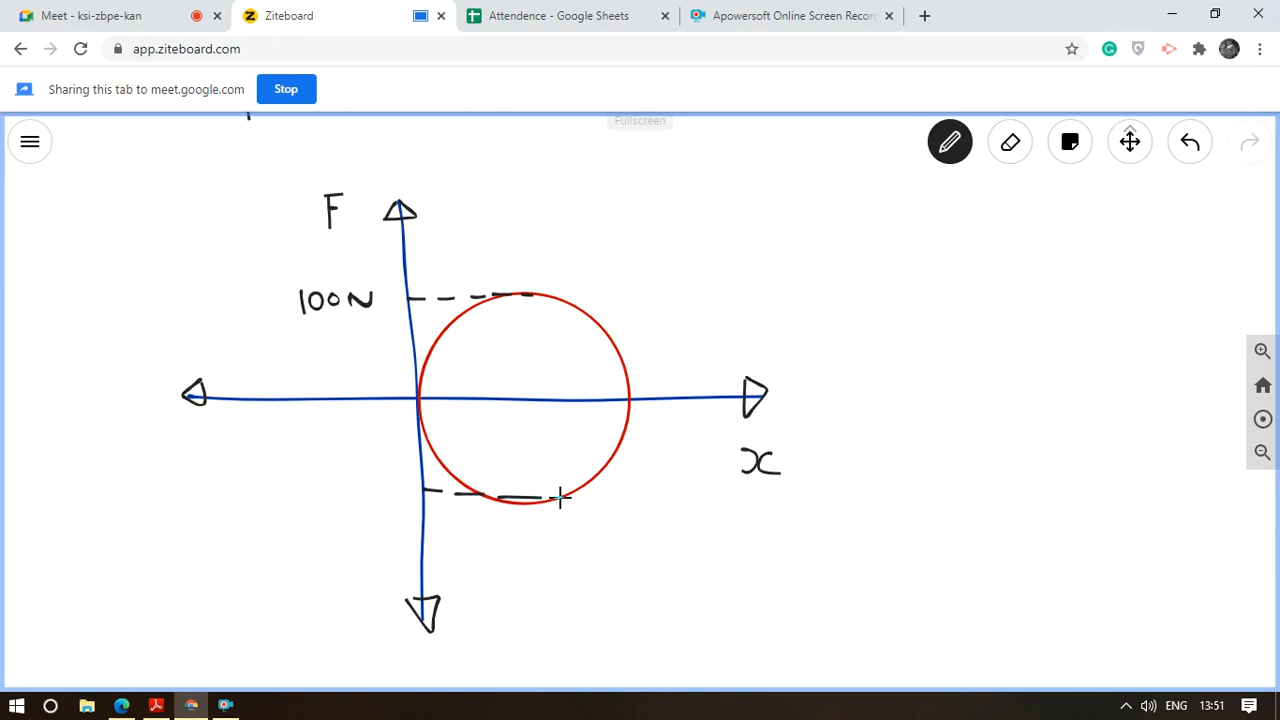 Meet - ksi-zbpe-kan
Ziteboard
Attendence - Google Sheets
Apowersoft Online Screen Record
app.ziteboard.com
Sharing this tab to meet.google.com
Stop
Fullscreen
F
100N
x
ENG
13:51